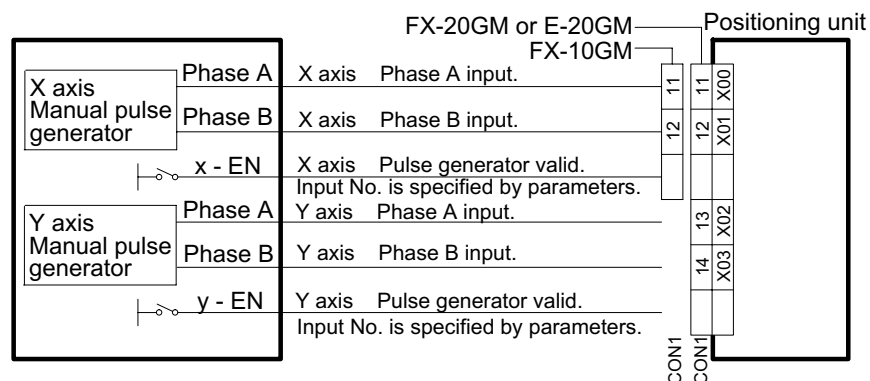 FX-20GM or E-20GM
Positioning unit
FX-10GM
X axis
Manual pulse
generator
Phase A
X axis Phase A input.
11
11
X00
Phase B
X axis Phase B input.
12
12
X01
x - EN
X axis Pulse generator valid.
Input No. is specified by parameters.
Y axis
Manual pulse
generator
Phase A
Y axis Phase A input.
13
X02
Phase B
Y axis Phase B input.
14
X03
y - EN
Y axis Pulse generator valid.
Input No. is specified by parameters.
CON1
CON1